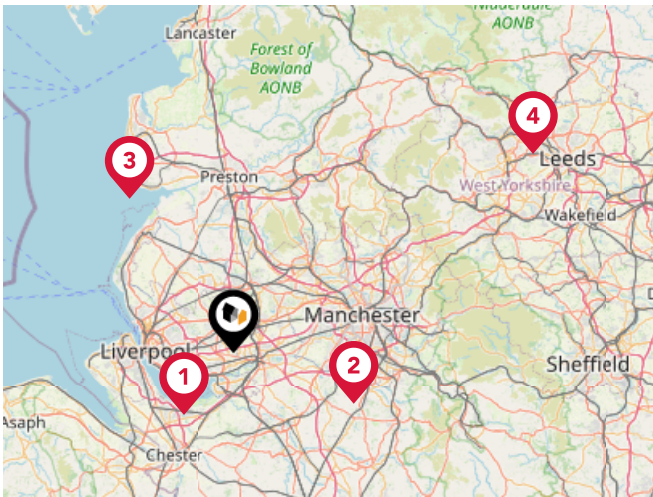 Nidderdale
AONB
Lancaster
Forest of
Bowland
AONB
4
3
Leeds
Preston
West Yorkshire
Wakefield
Manchester
Liverpool
2
Sheffield
1
Asaph
Chester